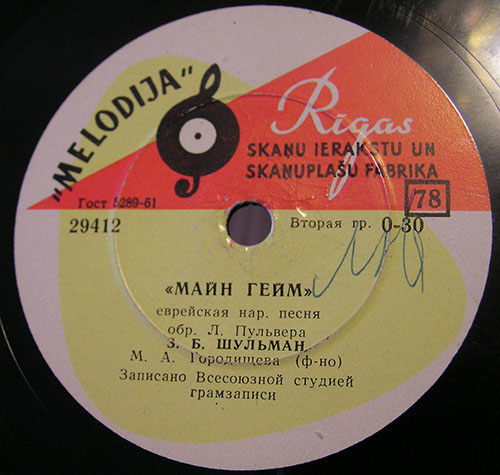 "MELODIJA"
Rīgas
SKAŅU IERAKSTU UN
SKAŅUPLAŠU FABRIKA
Гост 5289-61
78
29412
Вторая гр. 0-30
«МАЙН ГЕЙМ»
еврейская нар. песня
обр. Л. Пульвера
З. Б. ШУЛЬМАН
М. А. Городищева (ф-но)
Записано Всесоюзной студией
грамзаписи